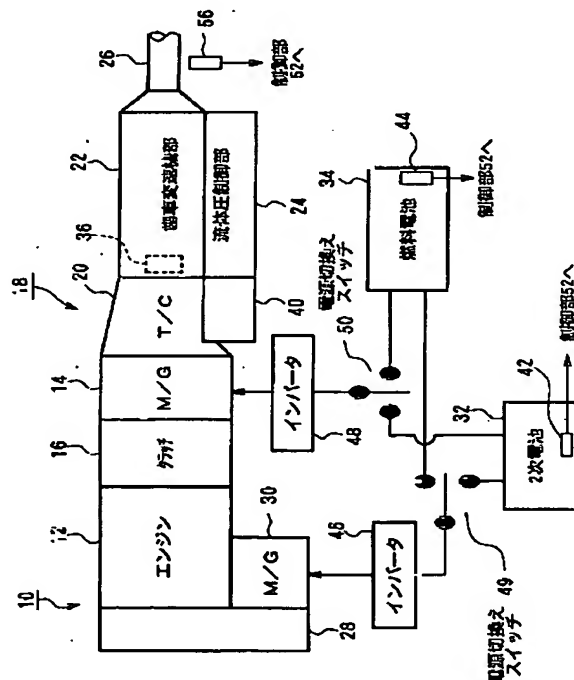 10
12
エンジン
16
クラッチ
14
M/G
20
T/C
18
36
22
歯車変速機部
流体圧制御部
24
40
26
56
制御部
52へ
28
30
M/G
46
インバータ
48
インバータ
50
電源切換え
スイッチ
34
燃料電池
44
制御部52へ
49
電源切換え
スイッチ
32
2次電池
42
制御部52へ